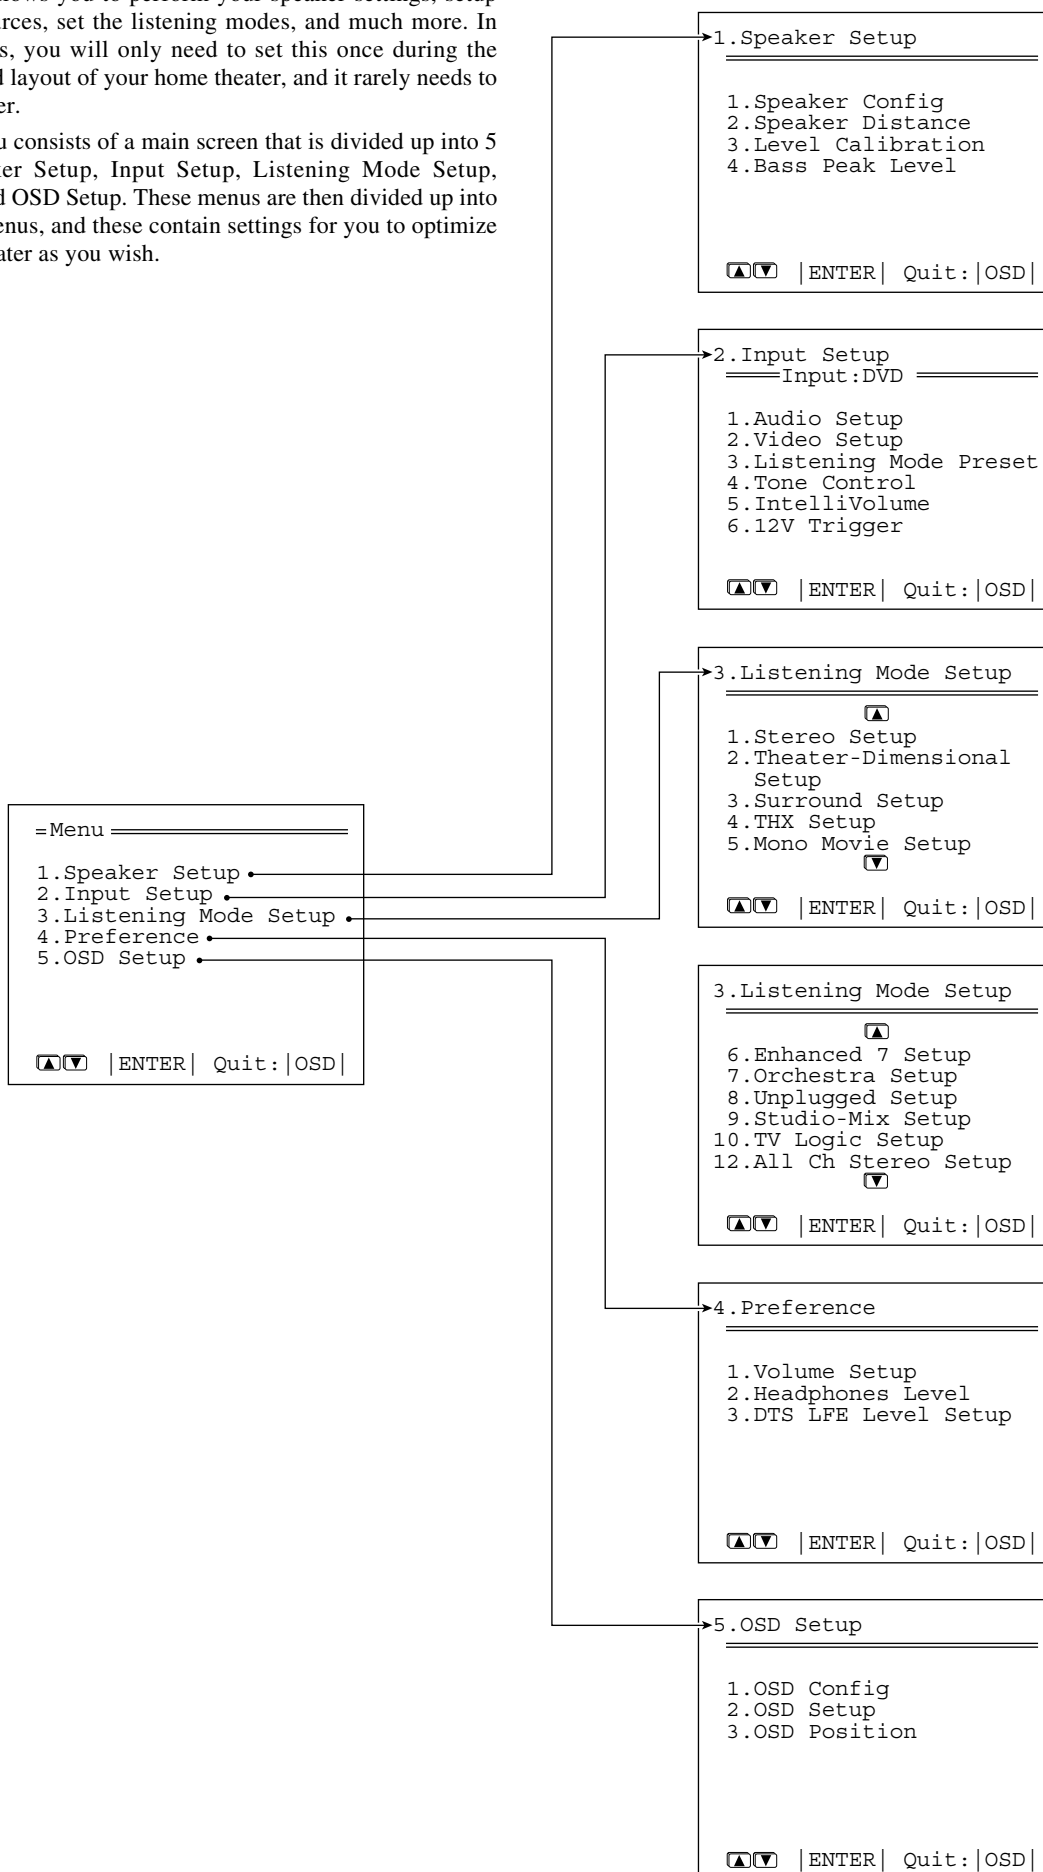 lows you to perform your speaker settings, setup
urces, set the listening modes, and much more. In
s, you will only need to set this once during the
d layout of your home theater, and it rarely needs to
er.
u consists of a main screen that is divided up into 5
ker Setup, Input Setup, Listening Mode Setup,
d OSD Setup. These menus are then divided up into
enus, and these contain settings for you to optimize
ater as you wish.
=Menu
1.Speaker Setup
2.Input Setup
3.Listening Mode Setup
4.Preference
5.OSD Setup
▲▼ |ENTER| Quit:|OSD|
1.Speaker Setup
1.Speaker Config
2.Speaker Distance
3.Level Calibration
4.Bass Peak Level
▲▼ |ENTER| Quit:|OSD|
2.Input Setup
Input:DVD
1.Audio Setup
2.Video Setup
3.Listening Mode Preset
4.Tone Control
5.IntelliVolume
6.12V Trigger
▲▼ |ENTER| Quit:|OSD|
3.Listening Mode Setup
▲
1.Stereo Setup
2.Theater-Dimensional
Setup
3.Surround Setup
4.THX Setup
5.Mono Movie Setup
▼
▲▼ |ENTER| Quit:|OSD|
3.Listening Mode Setup
▲
6.Enhanced 7 Setup
7.Orchestra Setup
8.Unplugged Setup
9.Studio-Mix Setup
10.TV Logic Setup
12.All Ch Stereo Setup
▼
▲▼ |ENTER| Quit:|OSD|
4.Preference
1.Volume Setup
2.Headphones Level
3.DTS LFE Level Setup
▲▼ |ENTER| Quit:|OSD|
5.OSD Setup
1.OSD Config
2.OSD Setup
3.OSD Position
▲▼ |ENTER| Quit:|OSD|